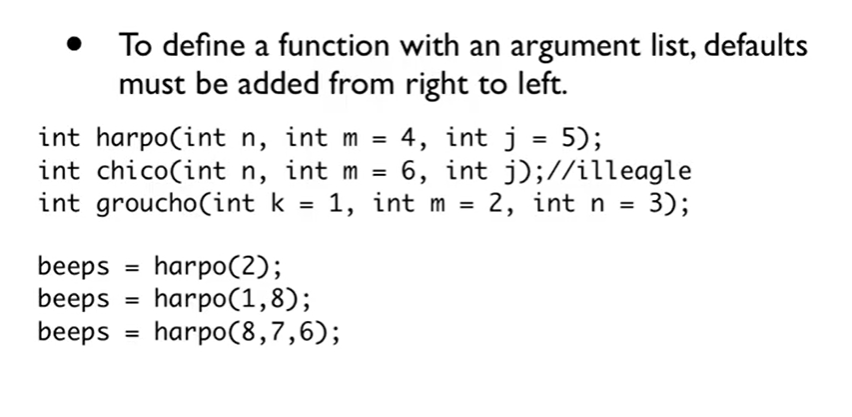 • To define a function with an argument list, defaults
must be added from right to left.
int harpo(int n, int m = 4, int j = 5);
int chico(int n, int m = 6, int j);//illeagle
int groucho(int k = 1, int m = 2, int n = 3);
beeps = harpo(2);
beeps = harpo(1,8);
beeps = harpo(8,7,6);